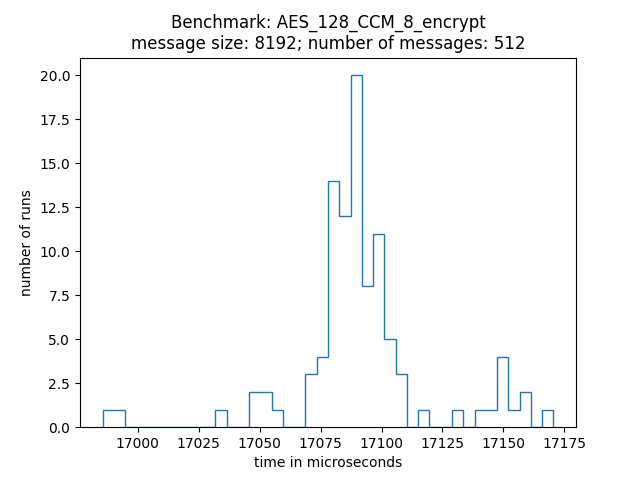 Benchmark: AES_128_CCM_8_encrypt
message size: 8192; number of messages: 512
20.0
17.5
15.0
12.5
10.0
7.5
5.0
2.5
0.0
number of runs
17000 17025 17050 17075 17100 17125 17150 17175
time in microseconds